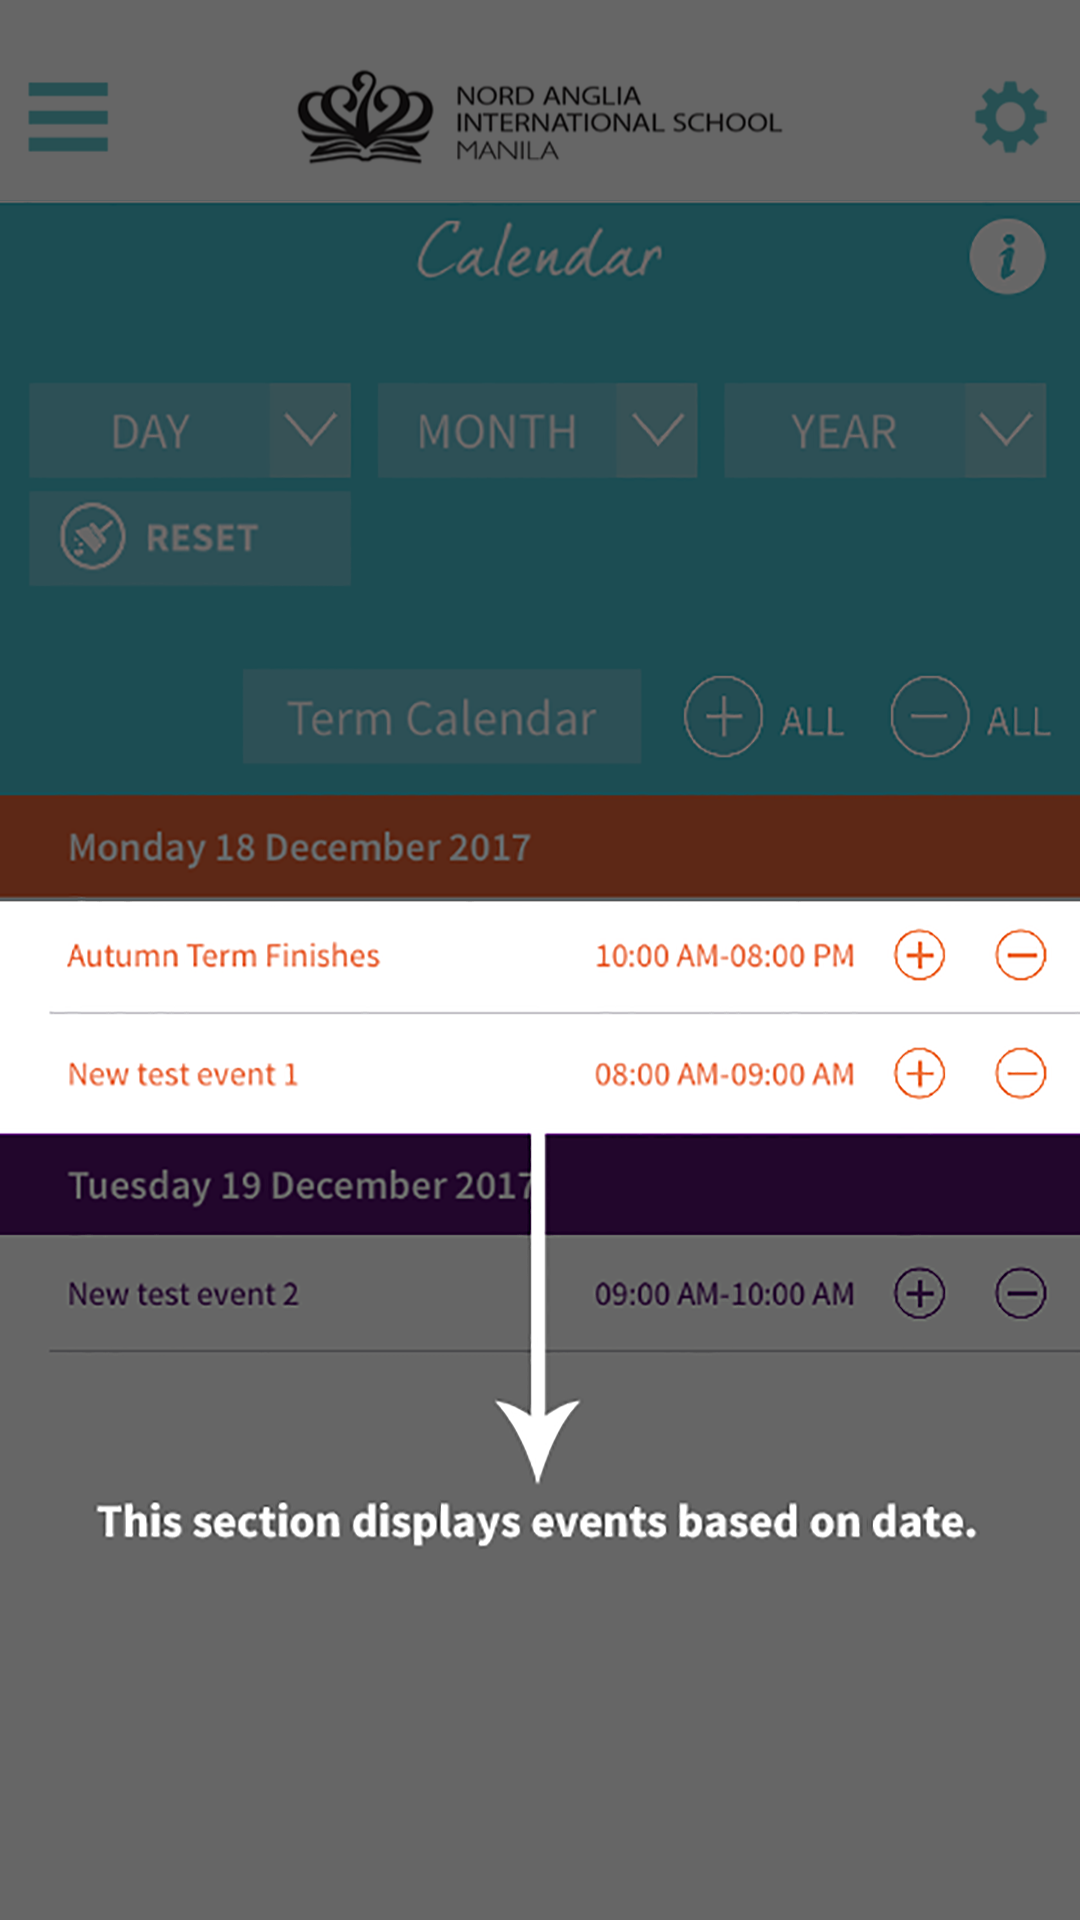 NORD ANGLIA
INTERNATIONAL SCHOOL
MANILA
Calendar
i
DAY
MONTH
YEAR
RESET
Term Calendar
ALL
ALL
Monday 18 December 2017
Autumn Term Finishes 10:00 AM-08:00 PM
New test event 1 08:00 AM-09:00 AM
Tuesday 19 December 2017
New test event 2 09:00 AM-10:00 AM
This section displays events based on date.